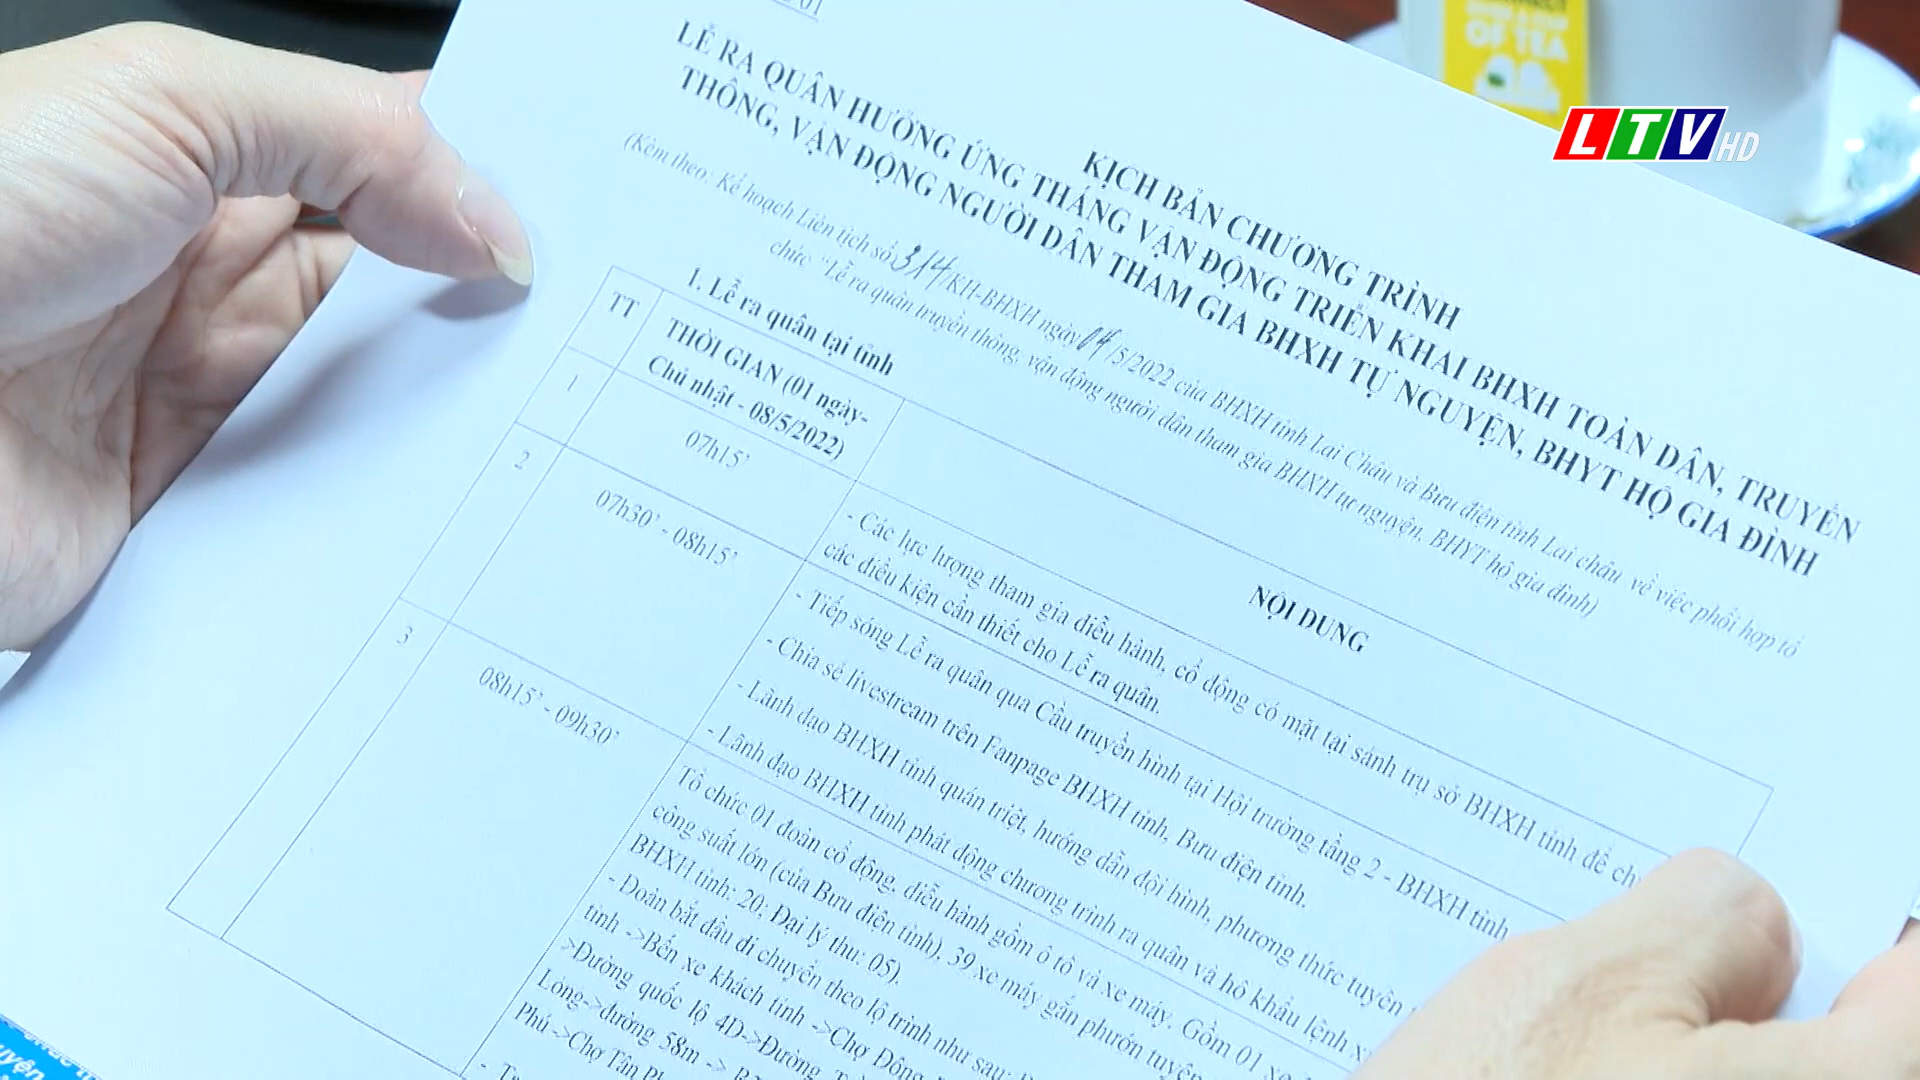 01
KỊCH BẢN CHƯƠNG TRÌNH
LỄ RA QUÂN HƯỞNG ỨNG THÁNG VẬN ĐỘNG TRIỂN KHAI BHXH TOÀN DÂN, TRUYỀN
THÔNG, VẬN ĐỘNG NGƯỜI DÂN THAM GIA BHXH TỰ NGUYỆN, BHYT HỘ GIA ĐÌNH
(Kèm theo: Kế hoạch Liên tịch số 314/KH-BHXH ngày 04/5/2022 của BHXH tỉnh Lai Châu và Bưu điện tỉnh Lai châu về việc phối hợp tổ
chức "Lễ ra quân truyền thông, vận động người dân tham gia BHXH tự nguyện, BHYT hộ gia đình)
1. Lễ ra quân tại tỉnh
TT
THỜI GIAN (01 ngày-
Chủ nhật - 08/5/2022)
NỘI DUNG
1
07h15'
- Các lực lượng tham gia diễu hành, cổ động có mặt tại sảnh trụ sở BHXH tỉnh để
các điều kiện cần thiết cho Lễ ra quân.
2
07h30' - 08h15'
- Tiếp sóng Lễ ra quân qua Cầu truyền hình tại Hội trường tầng 2 - BHXH tỉnh
- Chia sẻ livestream trên Fanpage BHXH tỉnh, Bưu điện tỉnh.
- Lãnh đạo BHXH tỉnh quán triệt, hướng dẫn đội hình, phương thức tuyên
- Lãnh đạo BHXH tỉnh phát động chương trình ra quân và hô khẩu lệnh
3
08h15' - 09h30'
Tổ chức 01 đoàn cổ động, diễu hành gồm ô tô và xe máy. Gồm 01 xe
công suất lớn (của Bưu điện tỉnh), 39 xe máy gắn phướn tuyên
BHXH tỉnh: 20; Đại lý thu: 05).
- Đoàn bắt đầu di chuyển theo lộ trình như sau:
tỉnh ->Bến xe khách tỉnh ->Chợ Đông
>Đường quốc lộ 4D->Đường
Long->đường 58m ->
Phú ->Chợ Tân
OF TEA
LTV HD